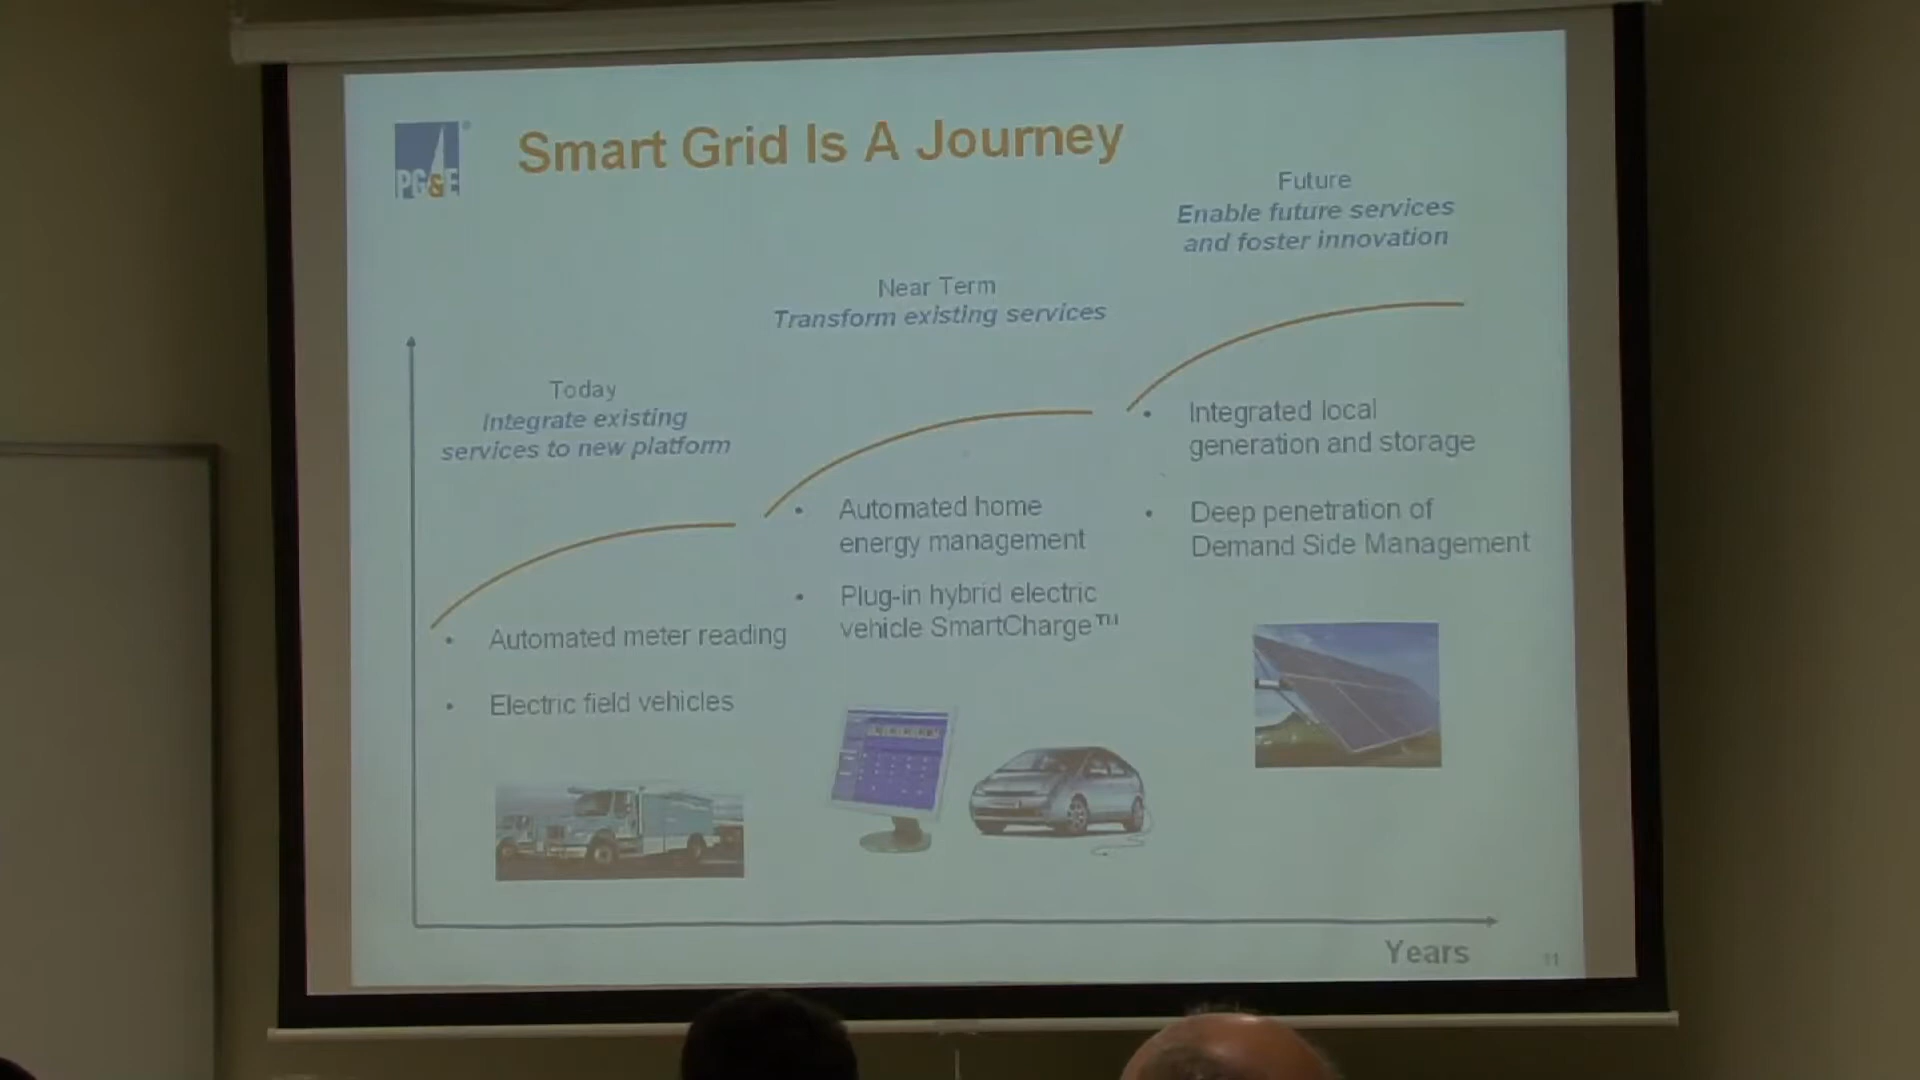 PG&E
Smart Grid Is A Journey
Future
Enable future services
and foster innovation
Near Term
Transform existing services
Today
Integrate existing
services to new platform
• Integrated local
generation and storage
• Deep penetration of
Demand Side Management
• Automated home
energy management
• Plug-in hybrid electric
vehicle SmartCharge™
• Automated meter reading
• Electric field vehicles
Years
11